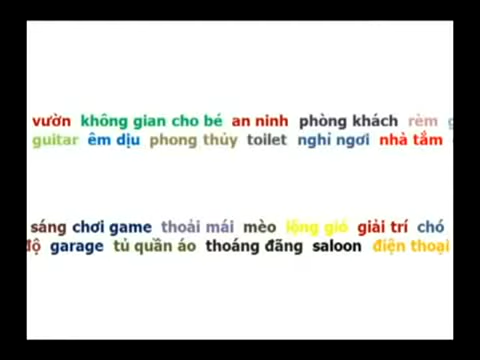 vườn không gian cho bé an ninh phòng khách rèm
guitar êm dịu phong thủy toilet nghỉ ngơi nhà tắm
sáng chơi game thoải mái mèo lộng gió giải trí chó
độ garage tủ quần áo thoáng đãng saloon điện thoại